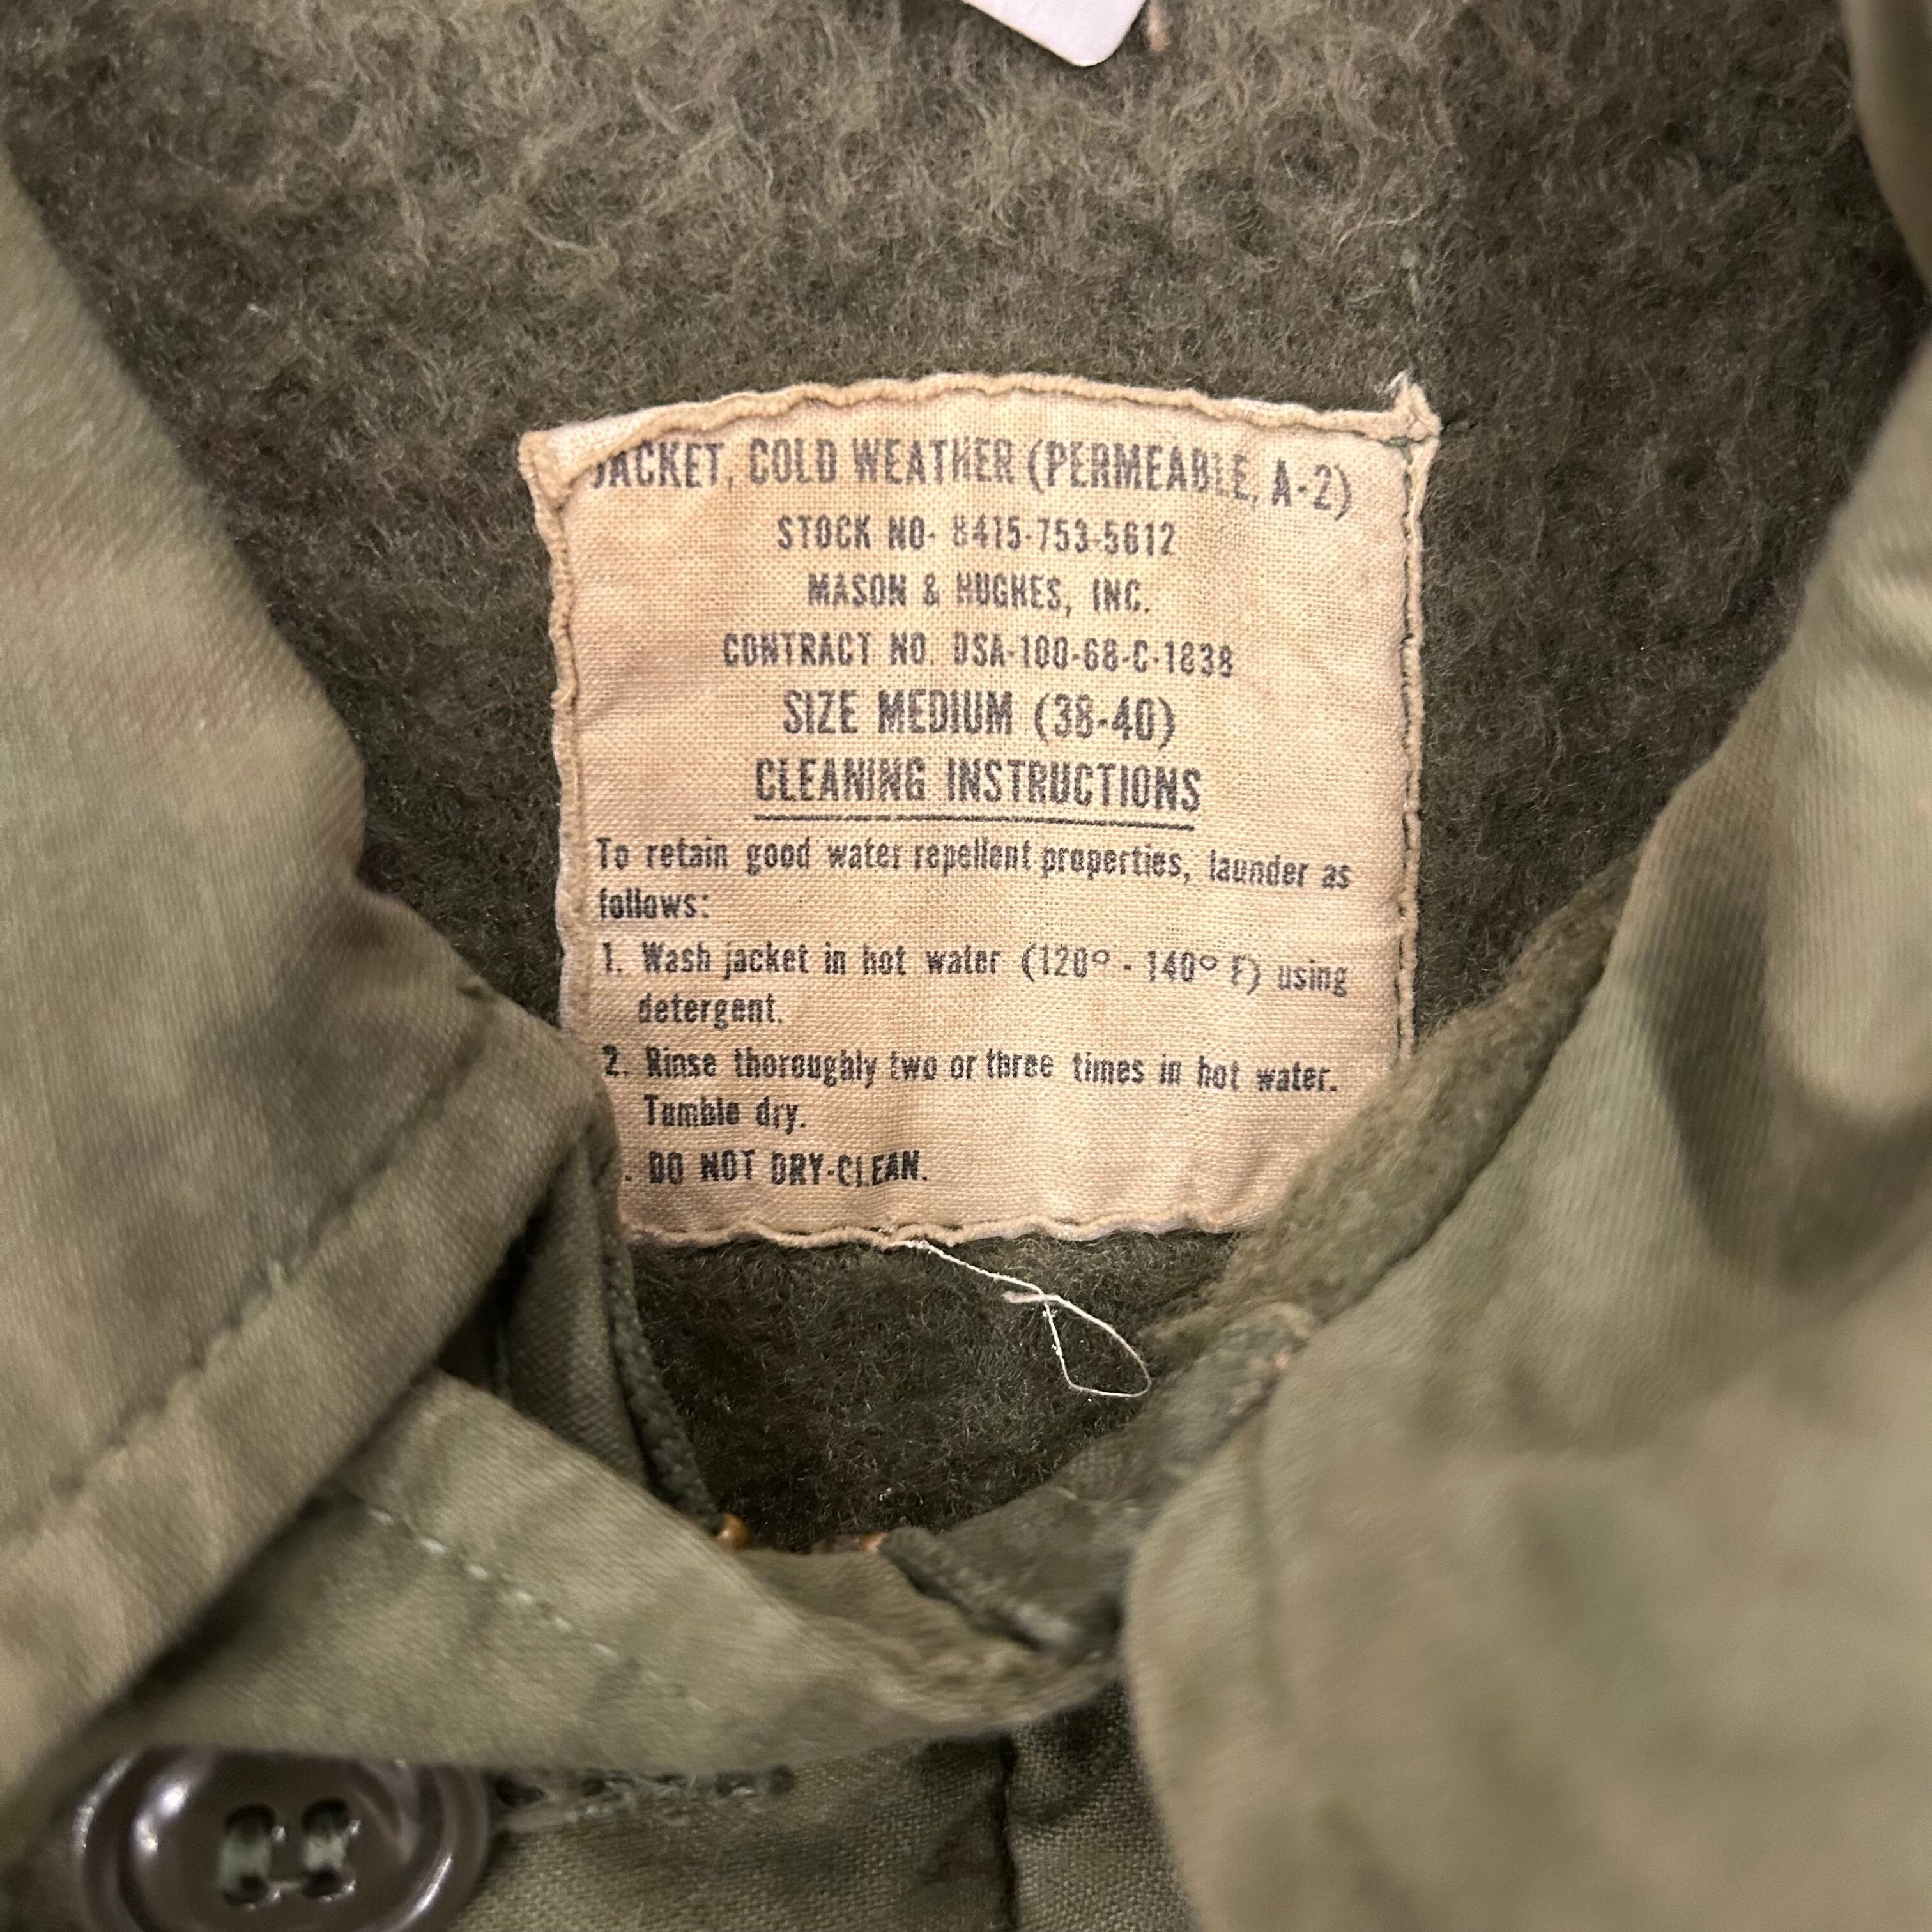 JACKET, COLD WEATHER (PERMEABLE, A-2)
STOCK NO- 8415-753-5612
MASON & HUGHES, INC.
CONTRACT NO. DSA-100-68-C-1838
SIZE MEDIUM (38-40)
CLEANING INSTRUCTIONS
To retain good water repellent properties, launder as
follows:
1. Wash jacket in hot water (120° - 140° F) using
detergent.
2. Rinse thoroughly two or three times in hot water.
Tumble dry.
. DO NOT DRY-CLEAN.